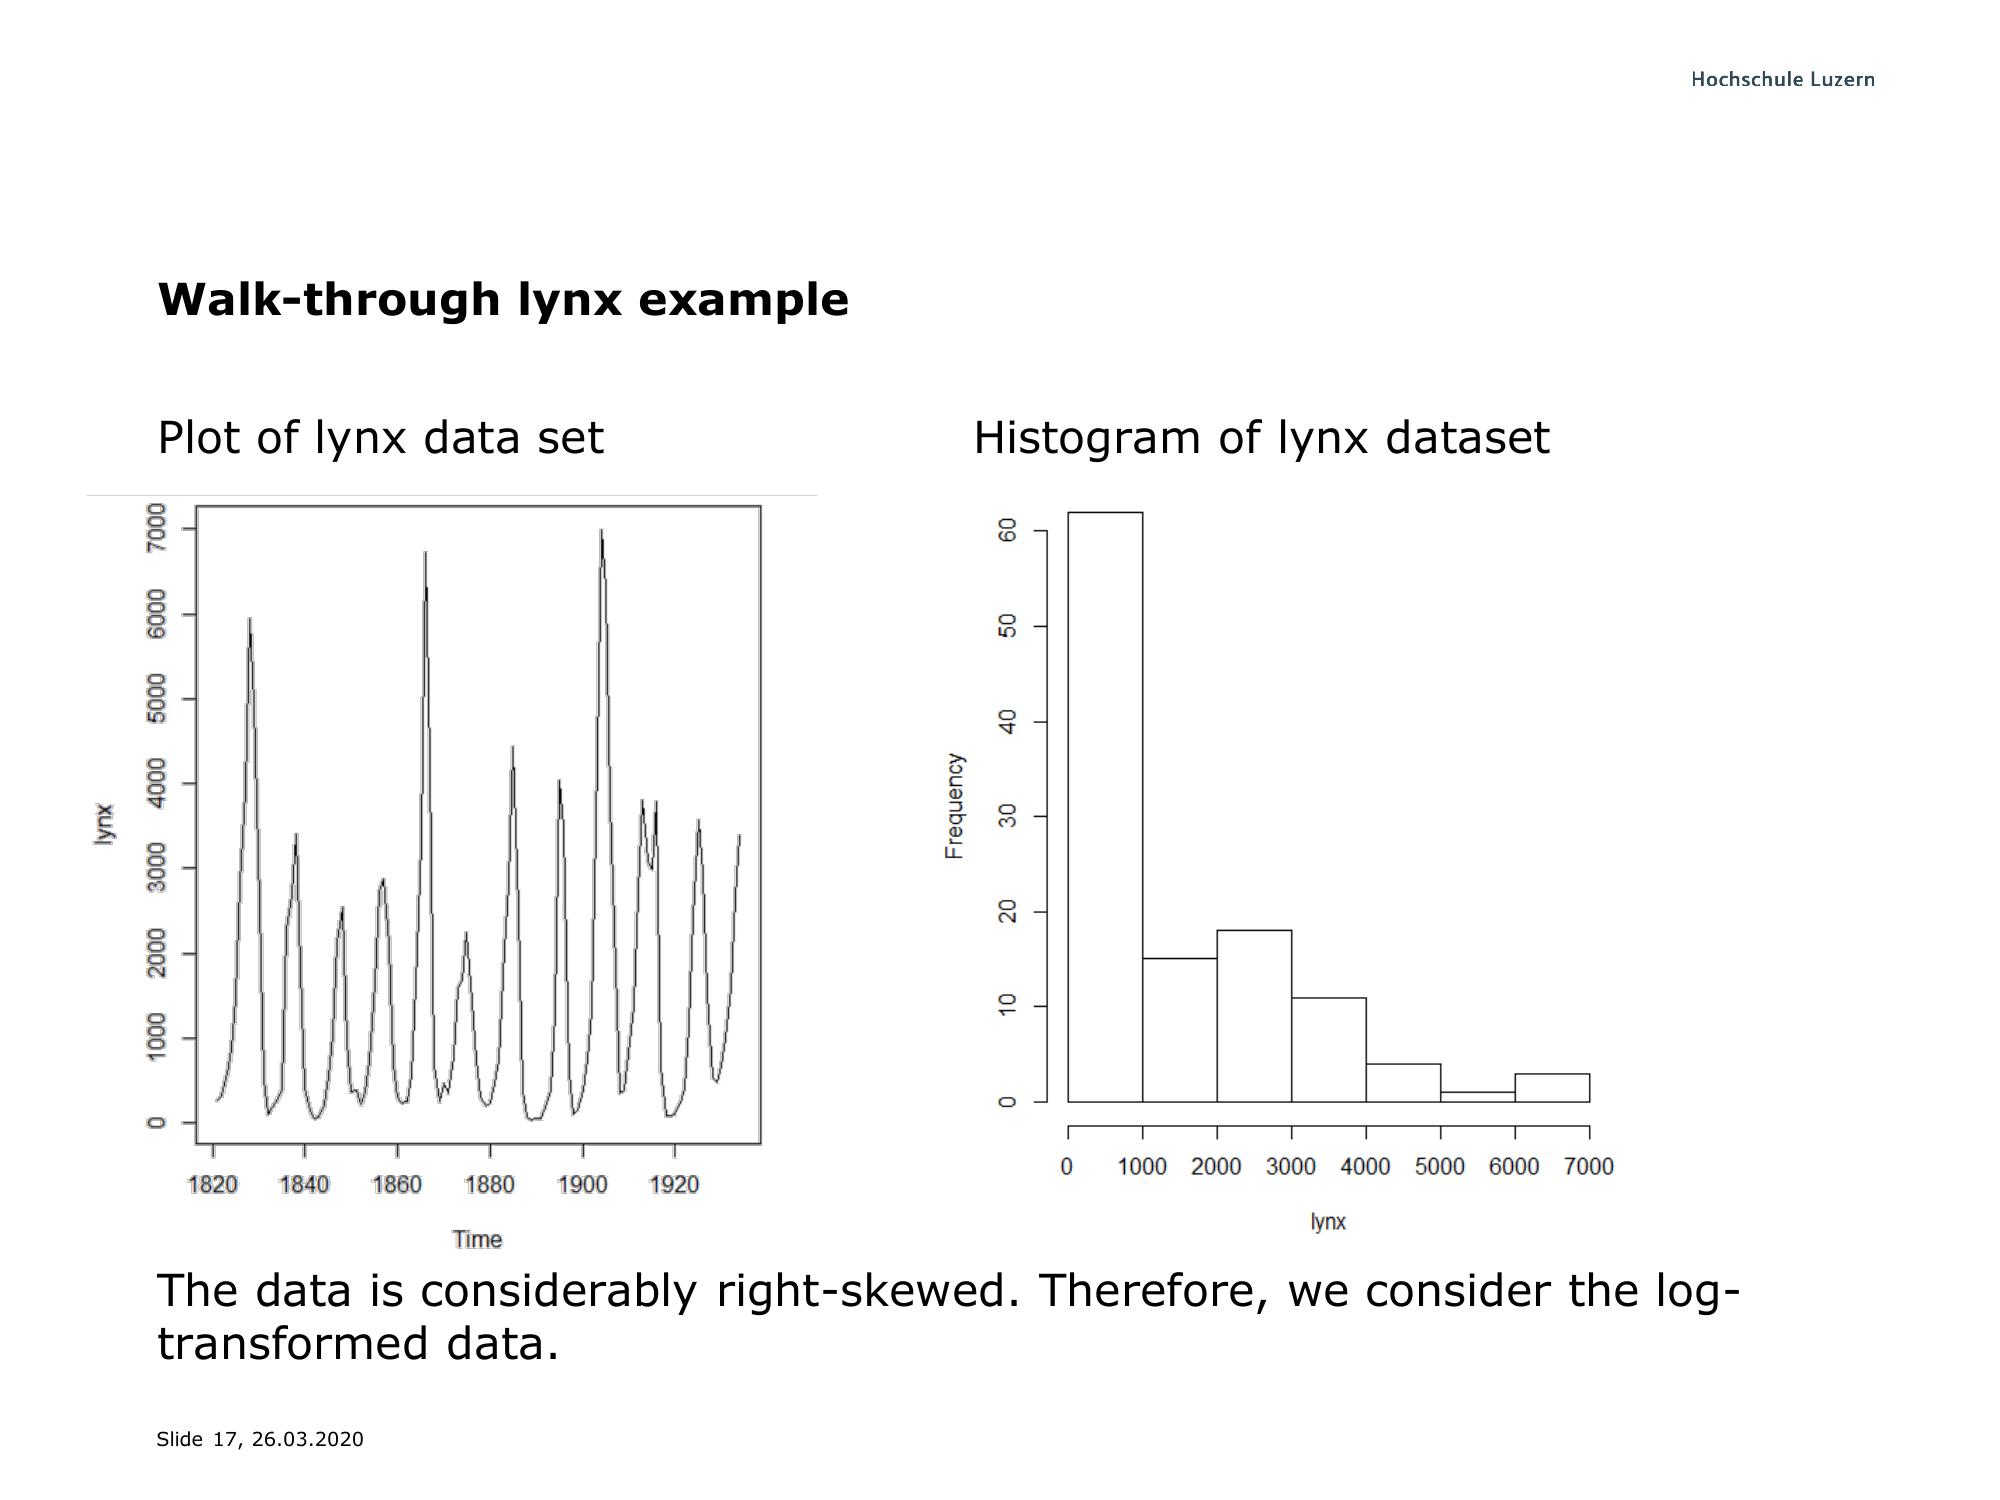 Hochschule Luzern
Walk-through lynx example
Plot of lynx data set
Histogram of lynx dataset
7000
6000
5000
4000
3000
2000
1000
0
lynx
1820 1840 1860 1880 1900 1920
Time
60
50
40
30
20
10
0
Frequency
0 1000 2000 3000 4000 5000 6000 7000
lynx
The data is considerably right-skewed. Therefore, we consider the log-
transformed data.
Slide 17, 26.03.2020